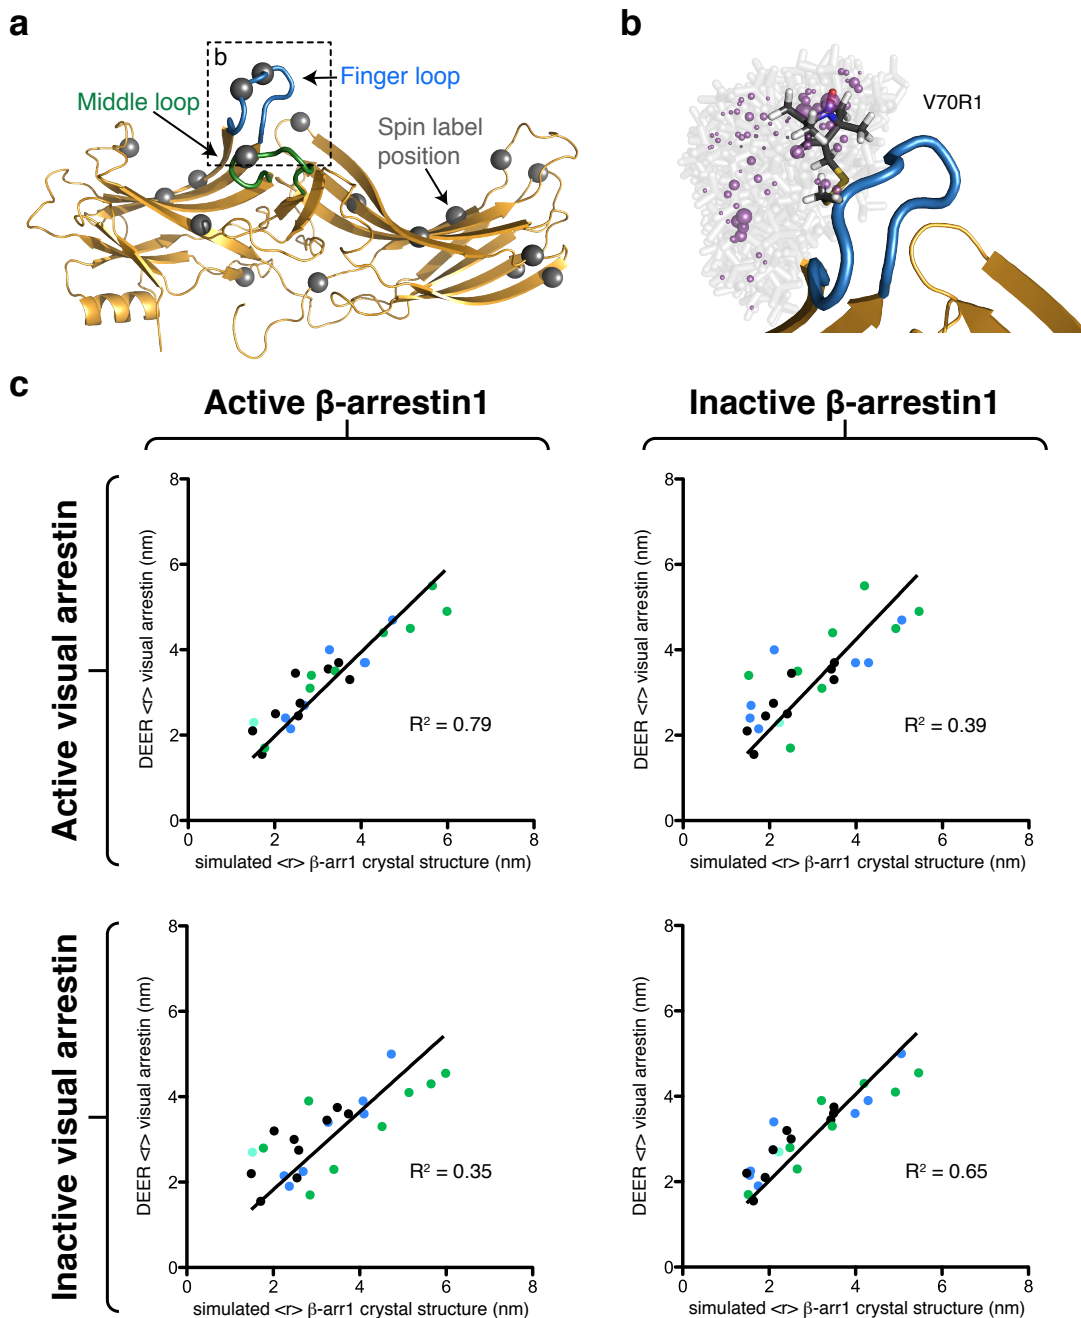 a
b
Finger loop
Middle loop
Spin label
position
b
V70R1
c
Active β-arrestin1
Inactive β-arrestin1
Active visual arrestin
DEER <r> visual arrestin (nm)
8
6
4
2
0
R² = 0.79
0 2 4 6 8
simulated <r> β-arr1 crystal structure (nm)
DEER <r> visual arrestin (nm)
8
6
4
2
0
R² = 0.39
0 2 4 6 8
simulated <r> β-arr1 crystal structure (nm)
Inactive visual arrestin
DEER <r> visual arrestin (nm)
8
6
4
2
0
R² = 0.35
0 2 4 6 8
simulated <r> β-arr1 crystal structure (nm)
DEER <r> visual arrestin (nm)
8
6
4
2
0
R² = 0.65
0 2 4 6 8
simulated <r> β-arr1 crystal structure (nm)